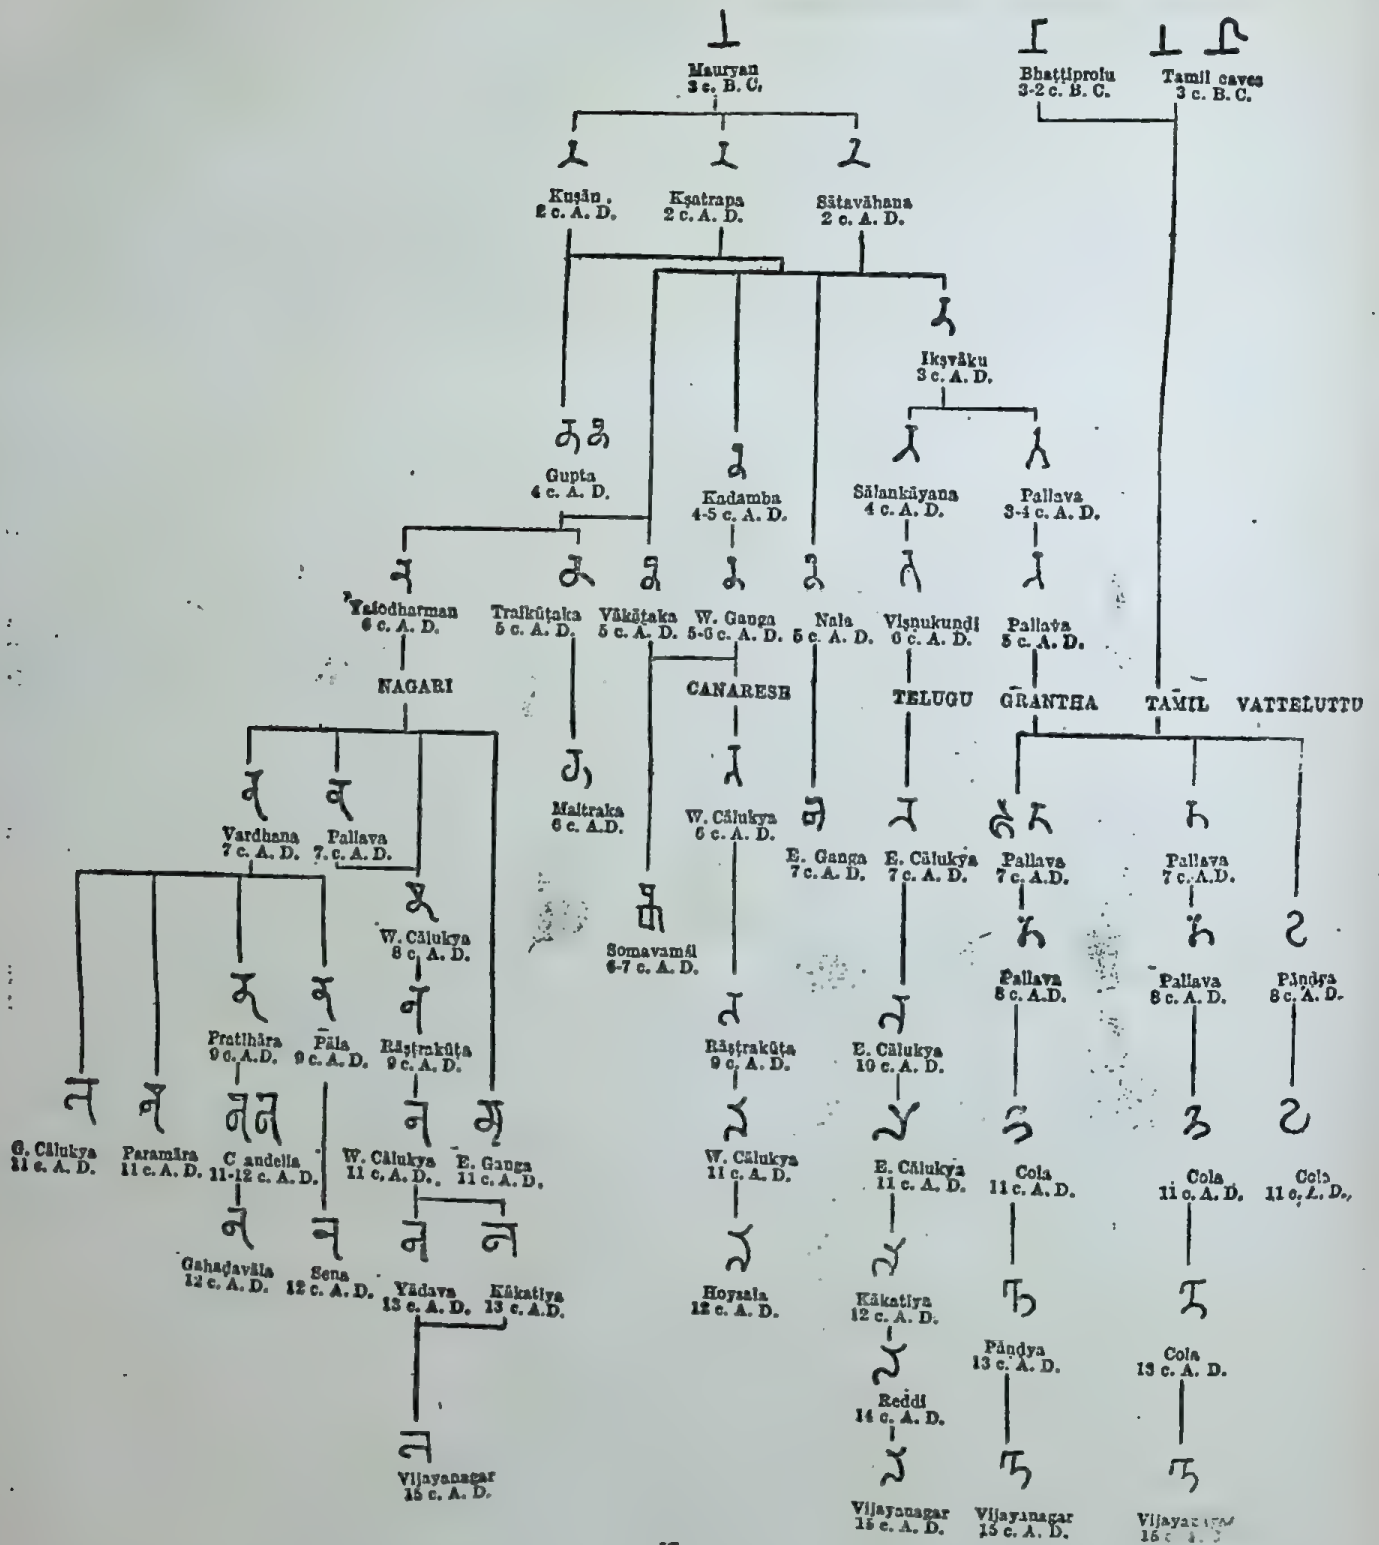 Mauryan
3 c. B. C.
Bhaṭṭiprolu
3-2 c. B. C.
Tamil caves
3 c. B. C.
Kuṣān
2 c. A. D.
Kṣatrapa
2 c. A. D.
Sātavāhana
2 c. A. D.
Ikṣvāku
3 c. A. D.
Gupta
4 c. A. D.
Kadamba
4-5 c. A. D.
Sālankāyana
4 c. A. D.
Pallava
3-4 c. A. D.
Yasodharman
6 c. A. D.
Traikūṭaka
5 c. A. D.
Vākāṭaka
5 c. A. D.
W. Ganga
5-6 c. A. D.
Nala
5 c. A. D.
Viṣṇukundi
6 c. A. D.
Pallava
5 c. A. D.
NAGARI
CANARESE
TELUGU
GRANTHA
TAMIL
VATTELUTTU
Vardhana
7 c. A. D.
Pallava
7. c. A. D.
Maitraka
6 c. A.D.
W. Cālukya
6 c. A. D.
E. Ganga
7 c. A. D.
E. Cālukya
7 c. A. D.
Pallava
7 c. A.D.
Pallava
7 c. A.D.
W. Cālukya
8 c. A. D.
Somavamśi
6-7 c. A. D.
Pallava
8 c. A.D.
Pallava
8 c. A. D.
Pāṇḍya
8 c. A. D.
Pratihāra
9 c. A.D.
Pāla
9 c. A. D.
Rāṣṭrakūṭa
9 c. A. D.
Rāṣṭrakūṭa
9 c. A. D.
E. Cālukya
10 c. A. D.
G. Cālukya
11 c. A. D.
Paramāra
11 c. A. D.
C andella
11-12 c. A. D.
W. Cālukya
11 c, A. D.
E. Ganga
11 c. A. D.
W. Cālukya
11 c. A. D.
E. Cālukya
11 c. A. D.
Cola
11 c. A. D.
Cola
11 c. A. D.
Cola
11 c. A. D.
Gahaḍavāla
12 c. A. D.
Sena
12 c. A. D.
Yādava
13 c. A. D.
Kākatiya
13 c. A.D.
Hoysala
12 c. A. D.
Kākatiya
12 c. A. D.
Pāṇḍya
13 c. A. D.
Cola
13 c. A. D.
Reddi
14 c. A. D.
Vijayanagar
15 c. A. D.
Vijayanagar
15 c. A. D.
Vijayanagar
15 c. A. D.
Vijayanagar